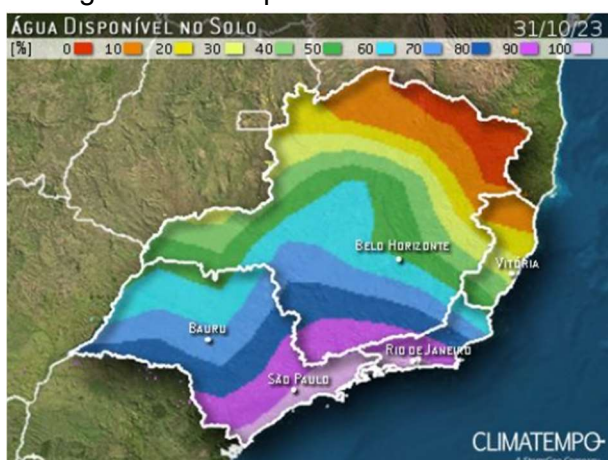 ÁGUA DISPONÍVEL NO SOLO 31/10/23
[%] 0 10 20 30 40 50 60 70 80 90 100
BELO HORIZONTE
VITÓRIA
BAURU
RIO DE JANEIRO
SÃO PAULO
CLIMATEMPO